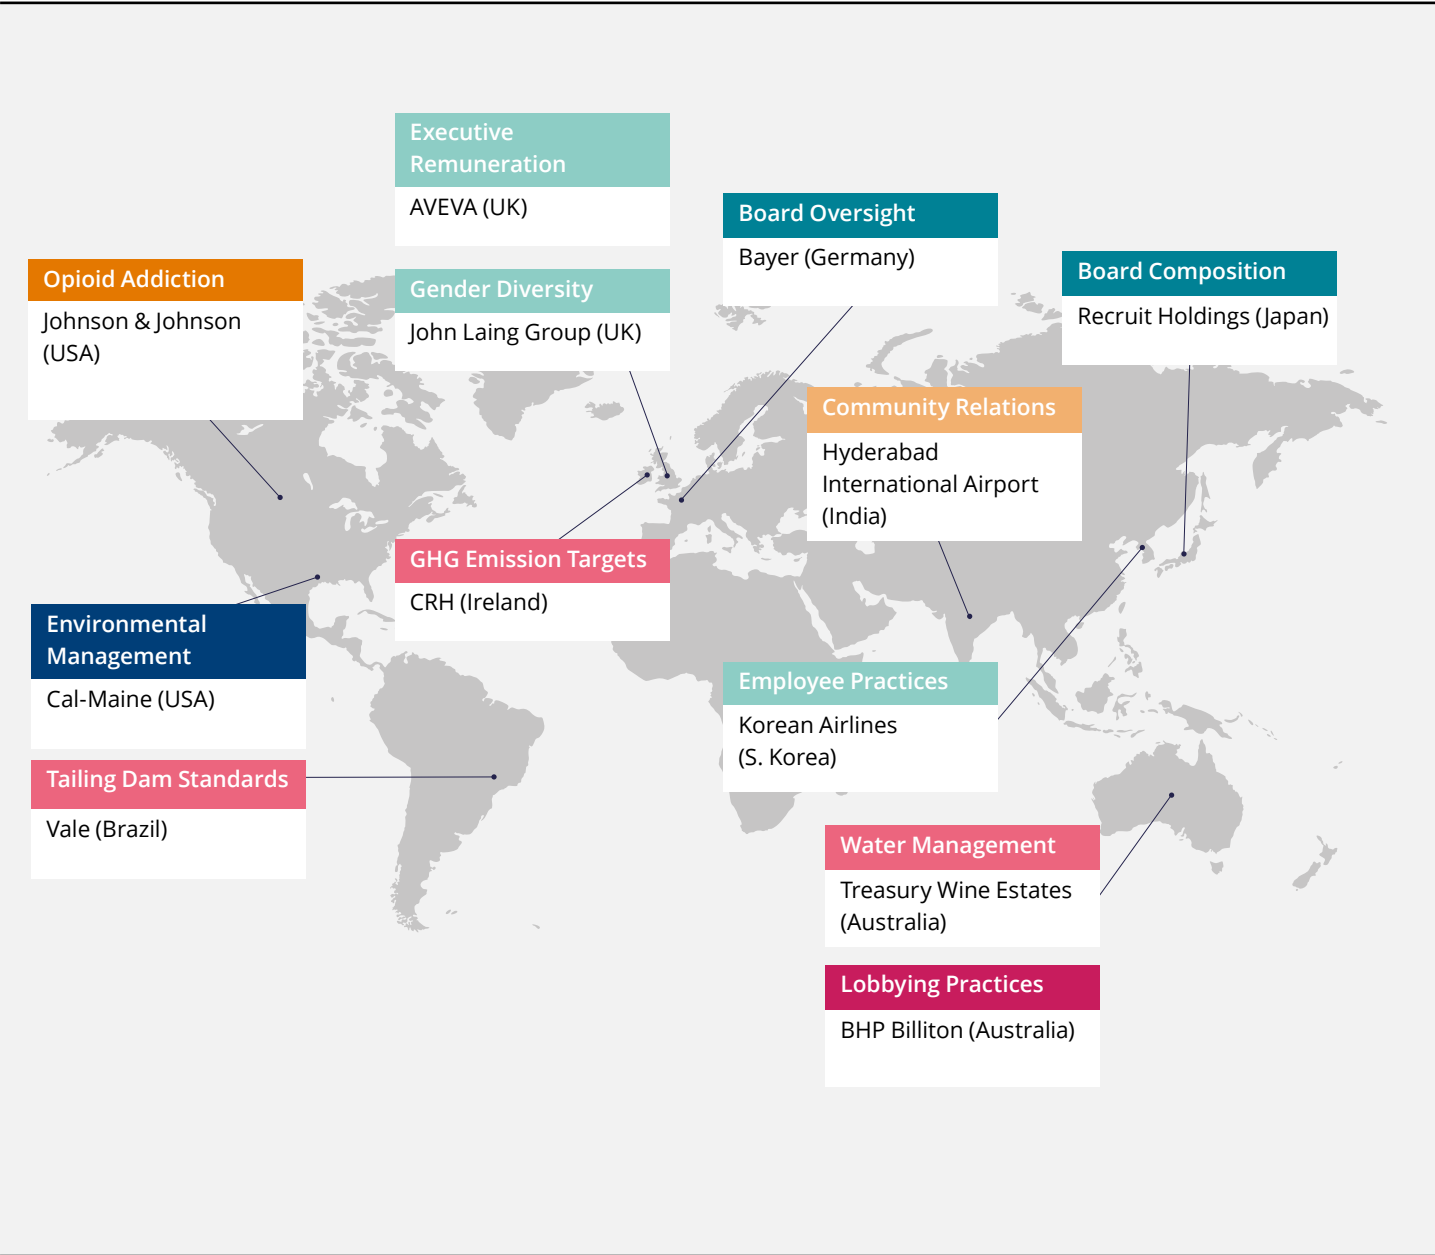 Executive
Remuneration
AVEVA (UK)
Board Oversight
Bayer (Germany)
Board Composition
Recruit Holdings (Japan)
Opioid Addiction
Johnson & Johnson
(USA)
Gender Diversity
John Laing Group (UK)
Community Relations
Hyderabad
International Airport
(India)
GHG Emission Targets
CRH (Ireland)
Environmental
Management
Cal-Maine (USA)
Employee Practices
Korean Airlines
(S. Korea)
Tailing Dam Standards
Vale (Brazil)
Water Management
Treasury Wine Estates
(Australia)
Lobbying Practices
BHP Billiton (Australia)